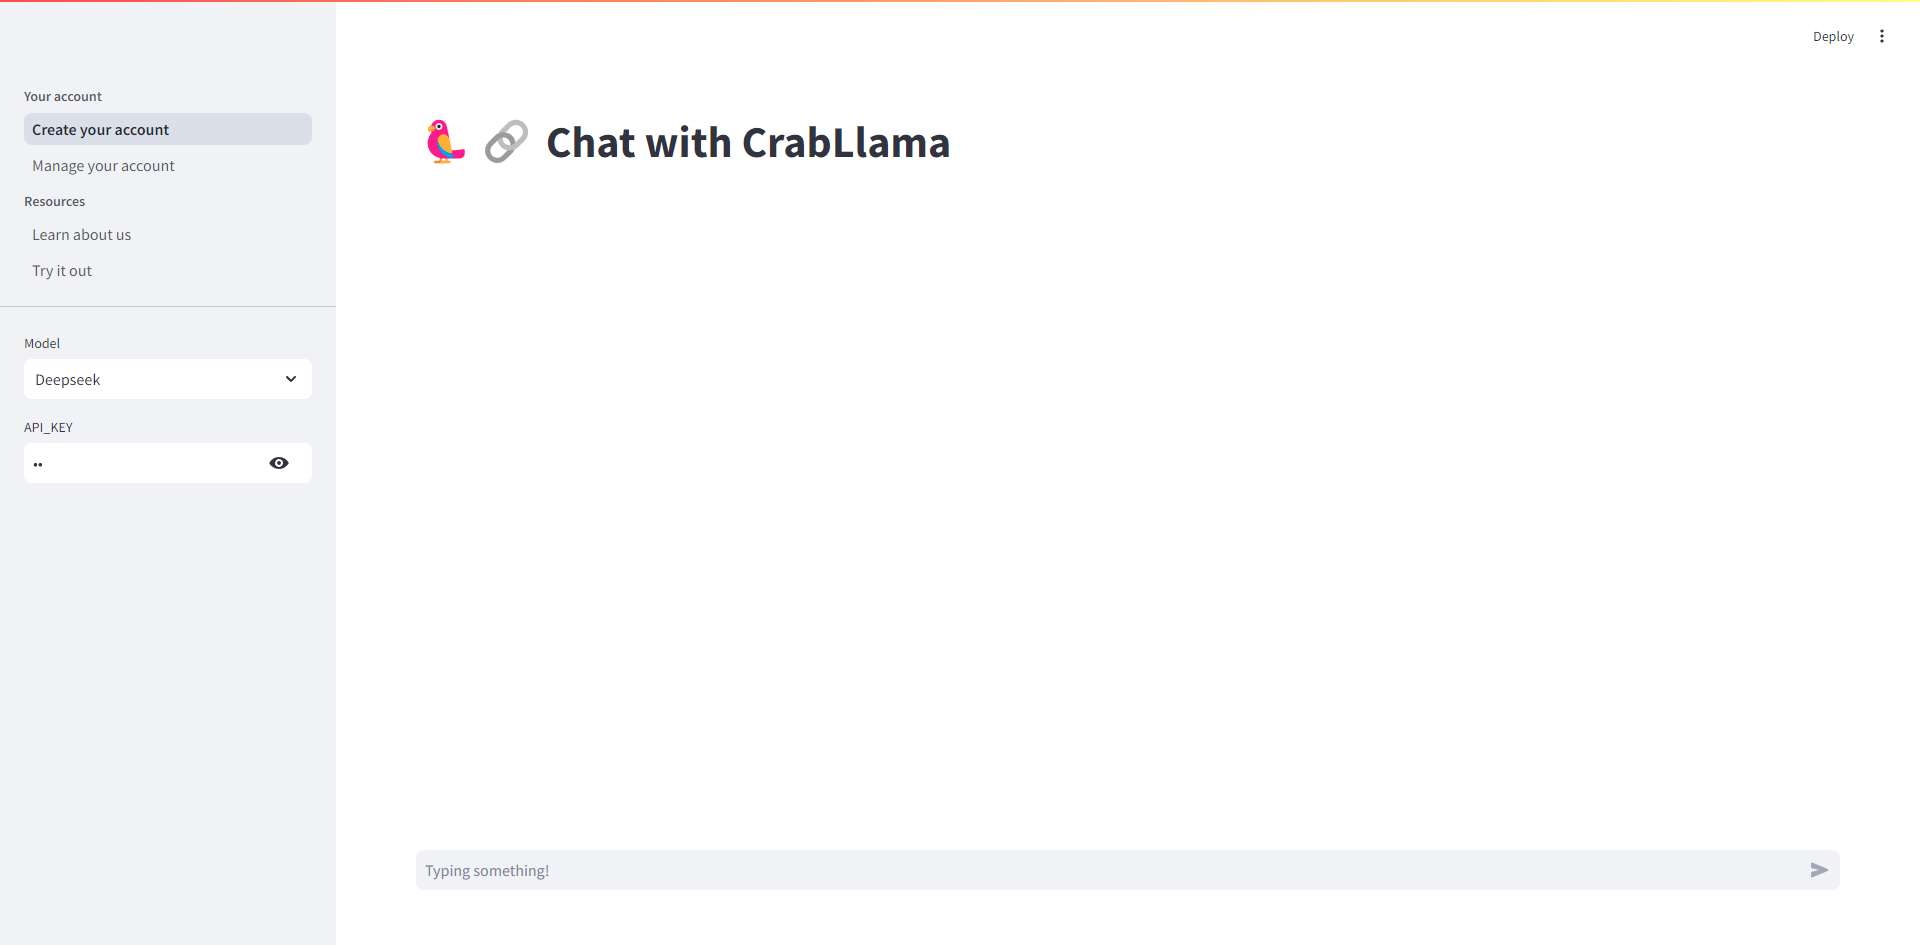 Deploy
Your account
Create your account
Manage your account
Resources
Learn about us
Try it out
Model
Deepseek
API_KEY
••
Chat with CrabLlama
Typing something!